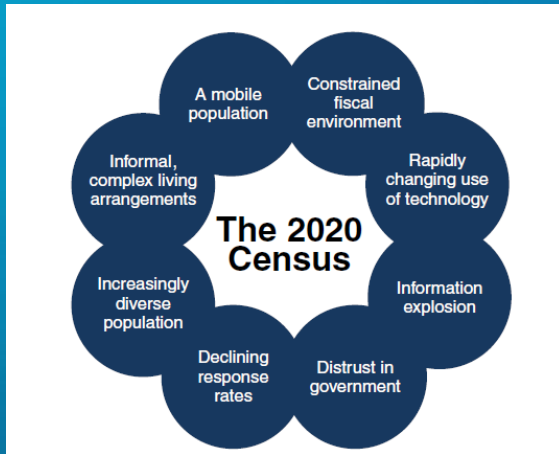 The 2020
Census
Constrained
fiscal
environment
Rapidly
changing use
of technology
Information
explosion
Distrust in
government
Declining
response
rates
Increasingly
diverse
population
Informal,
complex living
arrangements
A mobile
population